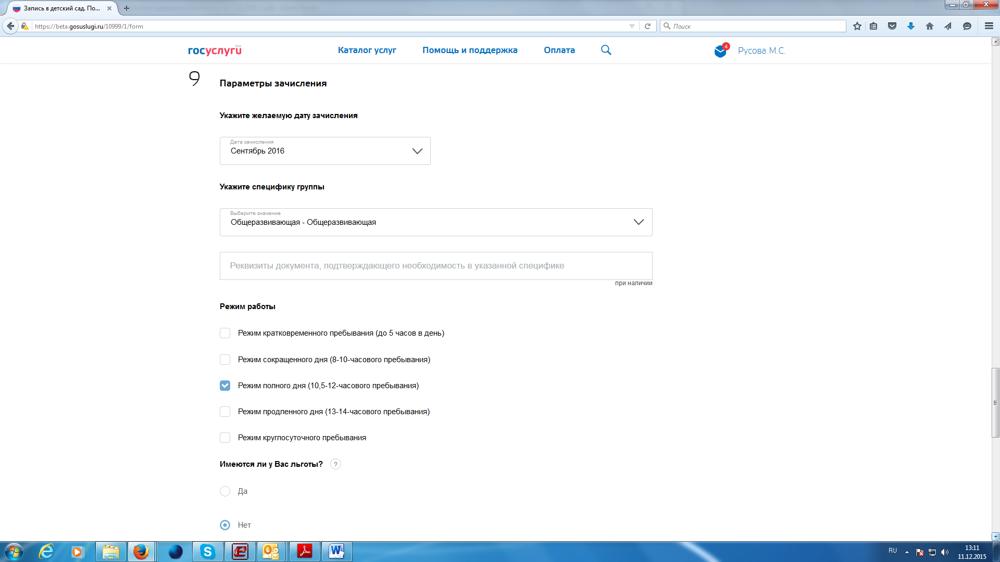 Запись в детский сад. По...
https://beta.gosuslugi.ru/10999/1/form
Поиск
госуслуги
beta
Каталог услуг
Помощь и поддержка
Оплата
4
Русова М.С.
9
Параметры зачисления
Укажите желаемую дату зачисления
Дата зачисления
Сентябрь 2016
Укажите специфику группы
Выберите значение
Общеразвивающая - Общеразвивающая
Реквизиты документа, подтверждающего необходимость в указанной специфике
при наличии
Режим работы
Режим кратковременного пребывания (до 5 часов в день)
Режим сокращенного дня (8-10-часового пребывания)
Режим полного дня (10,5-12-часового пребывания)
Режим продленного дня (13-14-часового пребывания)
Режим круглосуточного пребывания
Имеются ли у Вас льготы? ?
Да
Нет
RU
13:11
11.12.2015